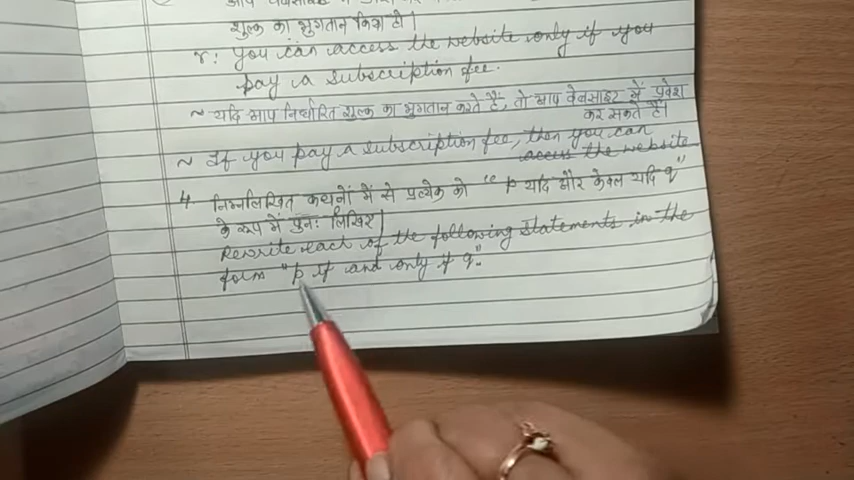 शुल्क का भुगतान किया हो।
r: You can access the website only if you
pay a subscription fee.
~ यदि आप निर्धारित शुल्क का भुगतान करते हैं, तो आप वेबसाइट में प्रवेश
कर सकते हैं।
~ If you pay a subscription fee, then you can
access the website
4 निम्नलिखित कथनों में से प्रत्येक को "p यदि और केवल यदि q"
के रूप में पुनः लिखिए।
Rewrite each of the following statements in the
form "p if and only if q".